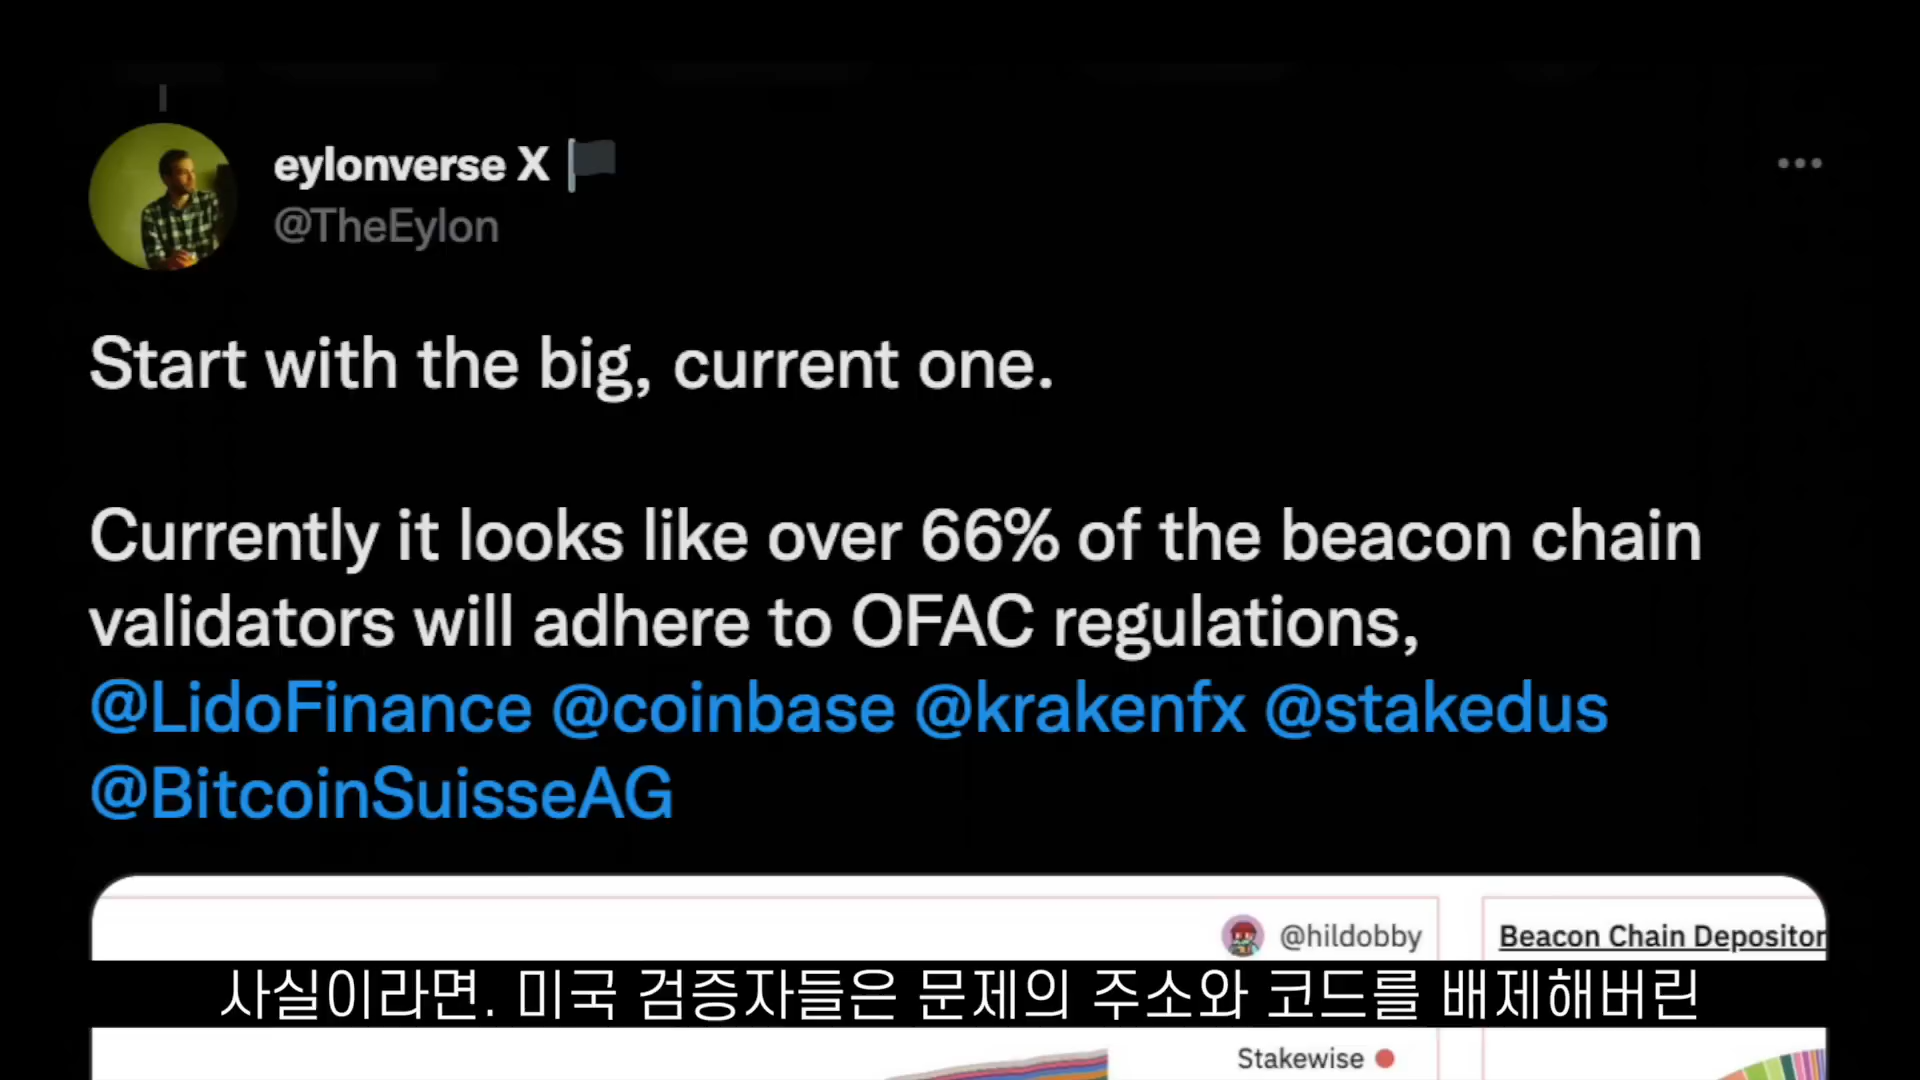 eylonverse X 🏴
@TheEylon
Start with the big, current one.
Currently it looks like over 66% of the beacon chain
validators will adhere to OFAC regulations,
@LidoFinance @coinbase @krakenfx @stakedus
@BitcoinSuisseAG
@hildobby
Beacon Chain Depositor
사실이라면. 미국 검증자들은 문제의 주소와 코드를 배제해버린
Stakewise